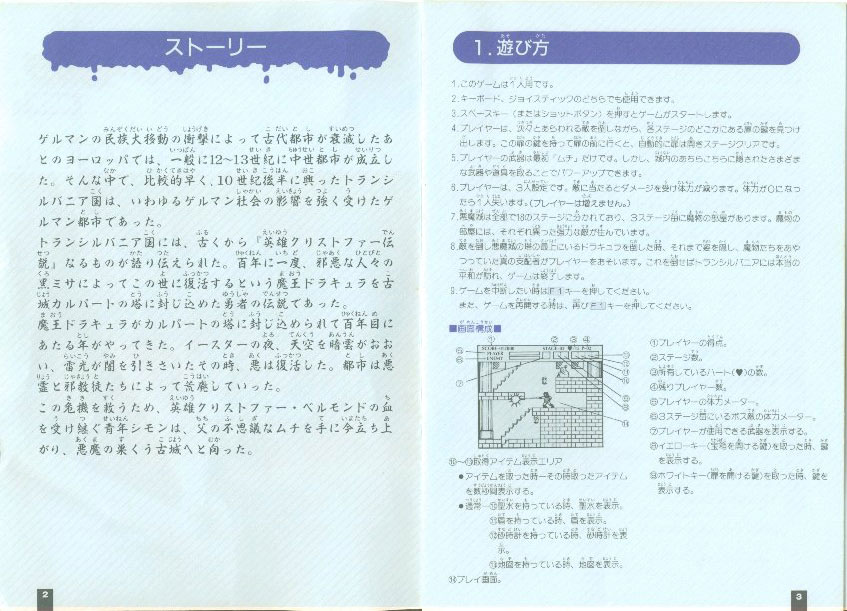 ストーリー
ゲルマンの民族大移動の衝撃によって古代都市が衰滅したあ
とのヨーロッパでは、一般に12〜13世紀に中世都市が成立し
た。そんな中で、比較的早く、10世紀後半に興ったトランシ
ルバニア国は、いわゆるゲルマン社会の影響を強く受けたゲ
ルマン都市であった。
トランシルバニア国には、古くから『英雄クリストファー伝
説』なるものが語り伝えられた。百年に一度、邪悪な人々の
黒ミサによってこの世に復活するという魔王ドラキュラを古
城カルバートの塔に封じ込めた勇者の伝説であった。
魔王ドラキュラがカルバートの塔に封じ込められて百年目に
あたる年がやってきた。イースターの夜、天空を暗雲がおお
い、雷光が闇を引きさいたその時、悪は復活した。都市は悪
霊と邪教徒たちによって荒廃していった。
この危機を救うため、英雄クリストファー・ベルモンドの血
を受け継ぐ青年シモンは、父の不思議なムチを手に今立ち上
がり、悪魔の巣くう古城へと向った。
2
1.遊び方
1.このゲームは1人用です。
2.キーボード、ジョイスティックのどちらでも使用できます。
3.スペースキー（またはショットボタン）を押すとゲームがスタートします。
4.プレイヤーは、次々とあらわれる敵を倒しながら、各ステージのどこかにある扉の鍵を見つけ
出します。この扉の鍵を持って扉の前に行くと、自動的に扉は開きステージクリアです。
5.プレイヤーの武器は最初「ムチ」だけです。しかし、城内のあちらこちらに隠されたさまざま
な武器や道具を取ることでパワーアップできます。
6.プレイヤーは、3人設定です。敵に当たるとダメージを受け体力が減ります。体力が0になっ
たら1人失います。（プレイヤーは増えません。）
7.悪魔城は全部で18のステージに分かれており、3ステージ毎に魔物の部屋があります。魔物の
部屋には、それぞれ異った強力な敵が住んでいます。
8.敵を倒し悪魔城の塔の最上にいるドラキュラを倒した時、それまで姿を隠し、魔物たちをあや
つっていた真の支配者がプレイヤーをおそいます。これを倒せばトランシルバニアには本当の
平和が訪れ、ゲームは終了します。
9.ゲームを中断したい時はF1キーを押してください。
また、ゲームを再開する時は、再びF1キーを押してください。
■画面構成■
SCORE-
PLAYER
ENEMY
STAGE-
①プレイヤーの得点。
②ステージ数。
③所有しているハート(♥)の数。
④残りプレイヤー数。
⑤プレイヤーの体力メーター。
⑥3ステージ毎にいるボス敵の体力メーター。
⑦プレイヤーが使用できる武器を表示する。
⑧イエローキー(宝箱を開ける鍵)を取った時、鍵
を表示する。
⑨ホワイトキー(扉を開ける鍵)を取った時、鍵を
表示する。
⑩〜⑬取得アイテム表示エリア
●アイテムを取った時―その時取ったアイテム
を数秒間表示する。
●通常―⑩聖水を持っている時、聖水を表示。
⑪盾を持っている時、盾を表示。
⑫砂時計を持っている時、砂時計を表
示。
⑬地図を持っている時、地図を表示。
⑭プレイ画面。
3